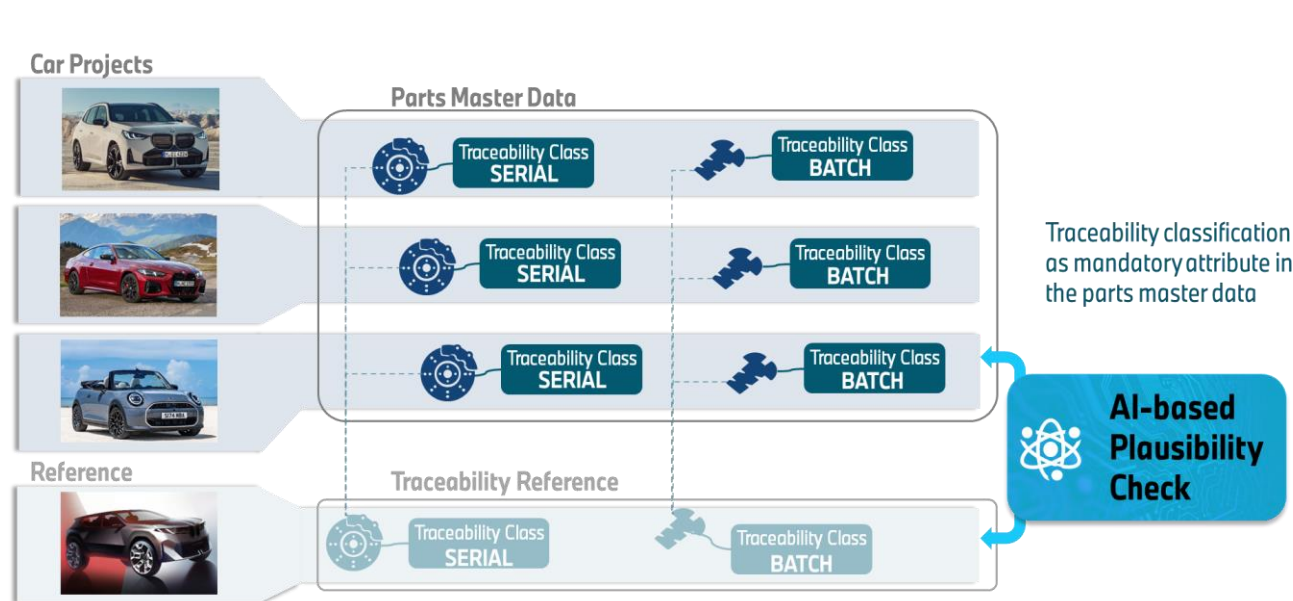 Car Projects
Parts Master Data
Traceability Class
SERIAL
Traceability Class
BATCH
Traceability Class
SERIAL
Traceability Class
BATCH
Traceability classification
as mandatory attribute in
the parts master data
Traceability Class
SERIAL
Traceability Class
BATCH
AI-based
Plausibility
Check
Reference
Traceability Reference
Traceability Class
SERIAL
Traceability Class
BATCH